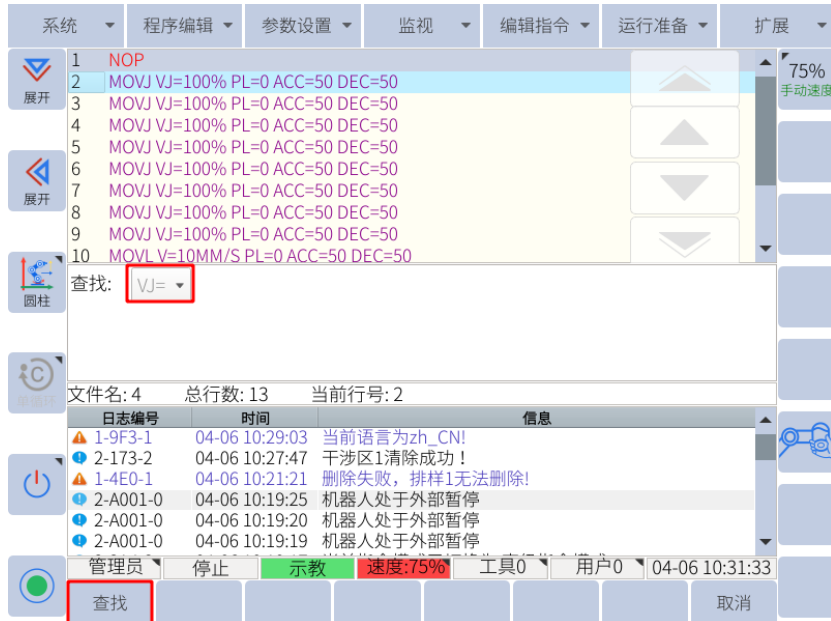 系统 程序编辑 参数设置 监视 编辑指令 运行准备 扩展
展开
1 NOP
2 MOVJ VJ=100% PL=0 ACC=50 DEC=50
3 MOVJ VJ=100% PL=0 ACC=50 DEC=50
4 MOVJ VJ=100% PL=0 ACC=50 DEC=50
5 MOVJ VJ=100% PL=0 ACC=50 DEC=50
6 MOVJ VJ=100% PL=0 ACC=50 DEC=50
7 MOVJ VJ=100% PL=0 ACC=50 DEC=50
8 MOVJ VJ=100% PL=0 ACC=50 DEC=50
9 MOVJ VJ=100% PL=0 ACC=50 DEC=50
10 MOVL V=10MM/S PL=0 ACC=50 DEC=50
75%
手动速度
展开
圆柱
查找: VJ=
文件名: 4 总行数: 13 当前行号: 2
日志编号 时间 信息
1-9F3-1 04-06 10:29:03 当前语言为zh_CN!
2-173-2 04-06 10:27:47 干涉区1清除成功！
1-4E0-1 04-06 10:21:21 删除失败，排样1无法删除!
2-A001-0 04-06 10:19:25 机器人处于外部暂停
2-A001-0 04-06 10:19:20 机器人处于外部暂停
2-A001-0 04-06 10:19:19 机器人处于外部暂停
管理员 停止 示教 速度:75% 工具0 用户0 04-06 10:31:33
查找 取消